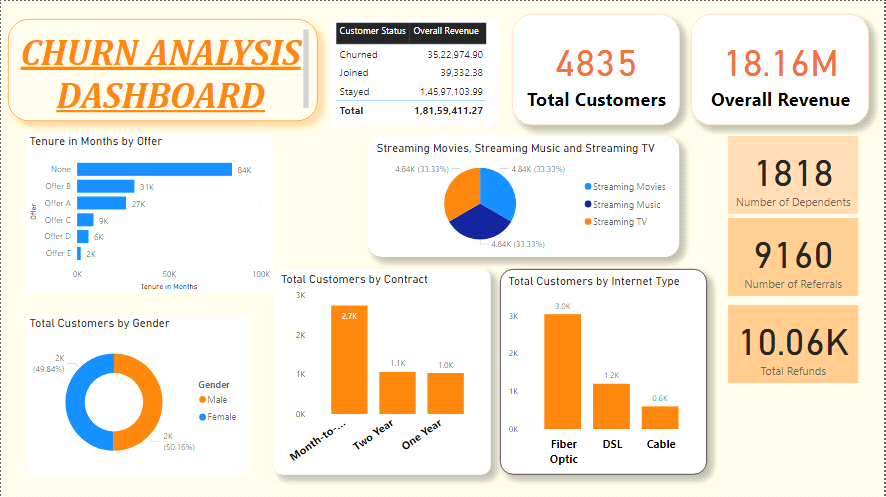 CHURN ANALYSIS
DASHBOARD
Customer Status Overall Revenue
Churned 35,22,974.90
Joined 39,332.38
Stayed 1,45,97,103.99
Total 1,81,59,411.27
4835
Total Customers
18.16M
Overall Revenue
Tenure in Months by Offer
Offer
None 84K
Offer B 31K
Offer A 27K
Offer C 9K
Offer D 6K
Offer E 2K
0K 50K 100K
Tenure in Months
Streaming Movies, Streaming Music and Streaming TV
4.84K (33.33%) 4.84K (33.33%)
Streaming Movies
Streaming Music
Streaming TV
4.84K (33.33%)
1818
Number of Dependents
9160
Number of Referrals
10.06K
Total Refunds
Total Customers by Gender
2K
(49.84%)
Gender
Male
Female
2K
(50.16%)
Total Customers by Contract
3K
2K
1K
0K
2.7K
1.1K
1.0K
Month-to-...
Two Year
One Year
Total Customers by Internet Type
3K
2K
1K
0K
3.0K
1.2K
0.6K
Fiber
Optic
DSL
Cable